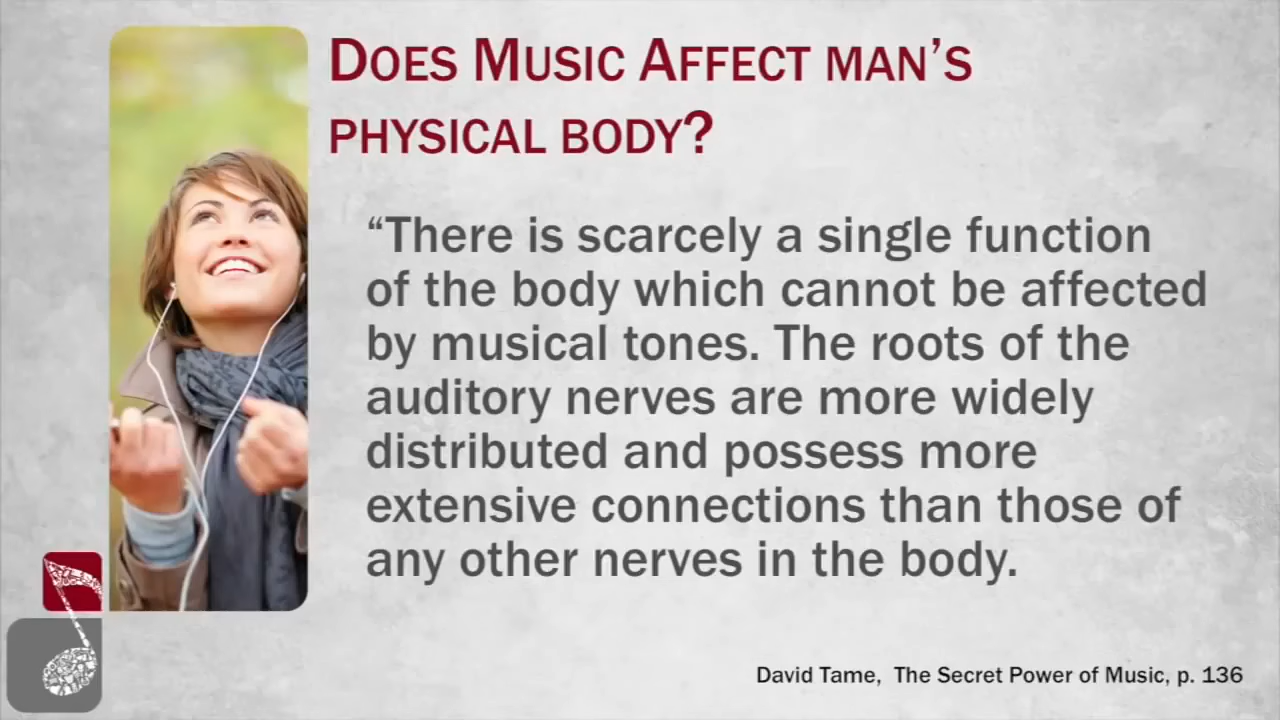 DOES MUSIC AFFECT MAN'S
PHYSICAL BODY?
“There is scarcely a single function
of the body which cannot be affected
by musical tones. The roots of the
auditory nerves are more widely
distributed and possess more
extensive connections than those of
any other nerves in the body.
David Tame, The Secret Power of Music, p. 136